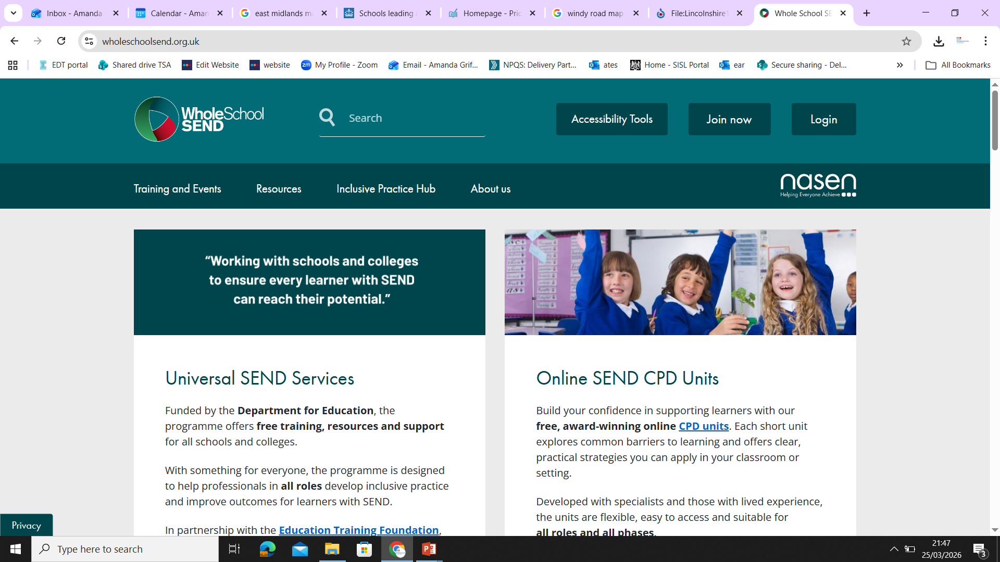 Inbox - Amanda
Calendar - Aman
east midlands m
Schools leading
Homepage - Pric
windy road map
File:Lincolnshire
Whole School SE
wholeschoolsend.org.uk
EDT portal
Shared drive TSA
Edit Website
website
zm
My Profile - Zoom
Email - Amanda Grif...
NPQS: Delivery Part...
ates
Home - SISL Portal
ear
Secure sharing - Del...
All Bookmarks
WholeSchool
SEND
Search
Accessibility Tools
Join now
Login
Training and Events
Resources
Inclusive Practice Hub
About us
nasen
Helping Everyone Achieve
“Working with schools and colleges
to ensure every learner with SEND
can reach their potential.”
Universal SEND Services
Funded by the Department for Education, the
programme offers free training, resources and support
for all schools and colleges.
With something for everyone, the programme is designed
to help professionals in all roles develop inclusive practice
and improve outcomes for learners with SEND.
In partnership with the Education Training Foundation,
Online SEND CPD Units
Build your confidence in supporting learners with our
free, award-winning online CPD units. Each short unit
explores common barriers to learning and offers clear,
practical strategies you can apply in your classroom or
setting.
Developed with specialists and those with lived experience,
the units are flexible, easy to access and suitable for
all roles and all phases.
Privacy
Type here to search
21:47
25/03/2026
3